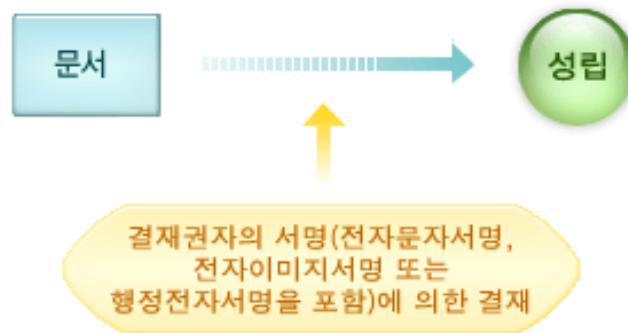 문서
성립
결재권자의 서명(전자문자서명,
전자이미지서명 또는
행정전자서명을 포함)에 의한 결재